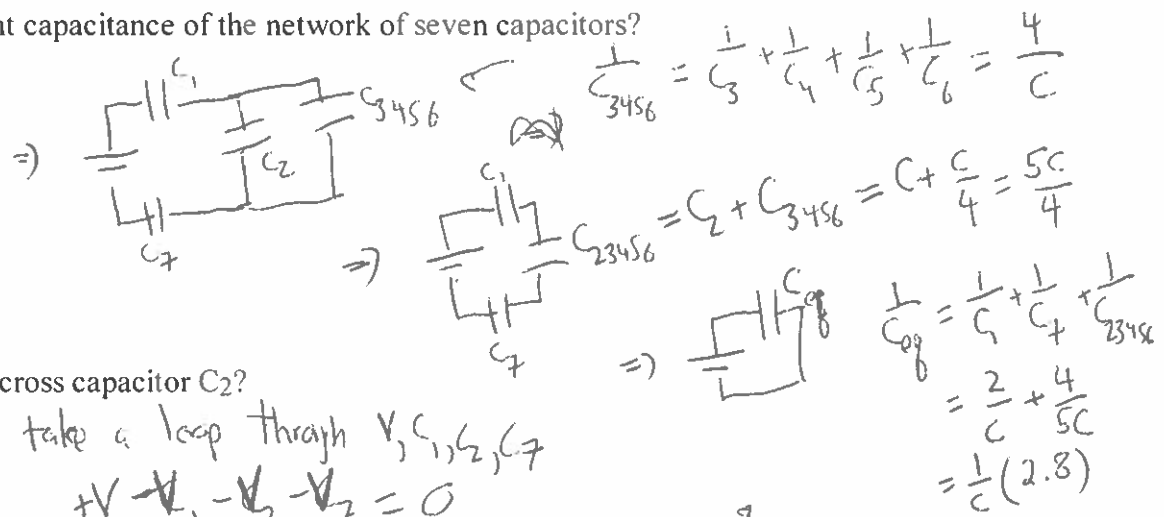 nt capacitance of the network of seven capacitors?
1/C3456 = 1/C3 + 1/C4 + 1/C5 + 1/C6 = 4/C
C1
C3456
=)
C2
C7
C1
=)
C23456 = C2 + C3456 = C + C/4 = 5C/4
C7
=)
Ceq
1/Ceq = 1/C1 + 1/C7 + 1/C23456
= 2/C + 4/5C
= 1/C (2.8)
cross capacitor C2?
take a loop through V, C1, C2, C7
+V - V1 - V2 - V7 = 0